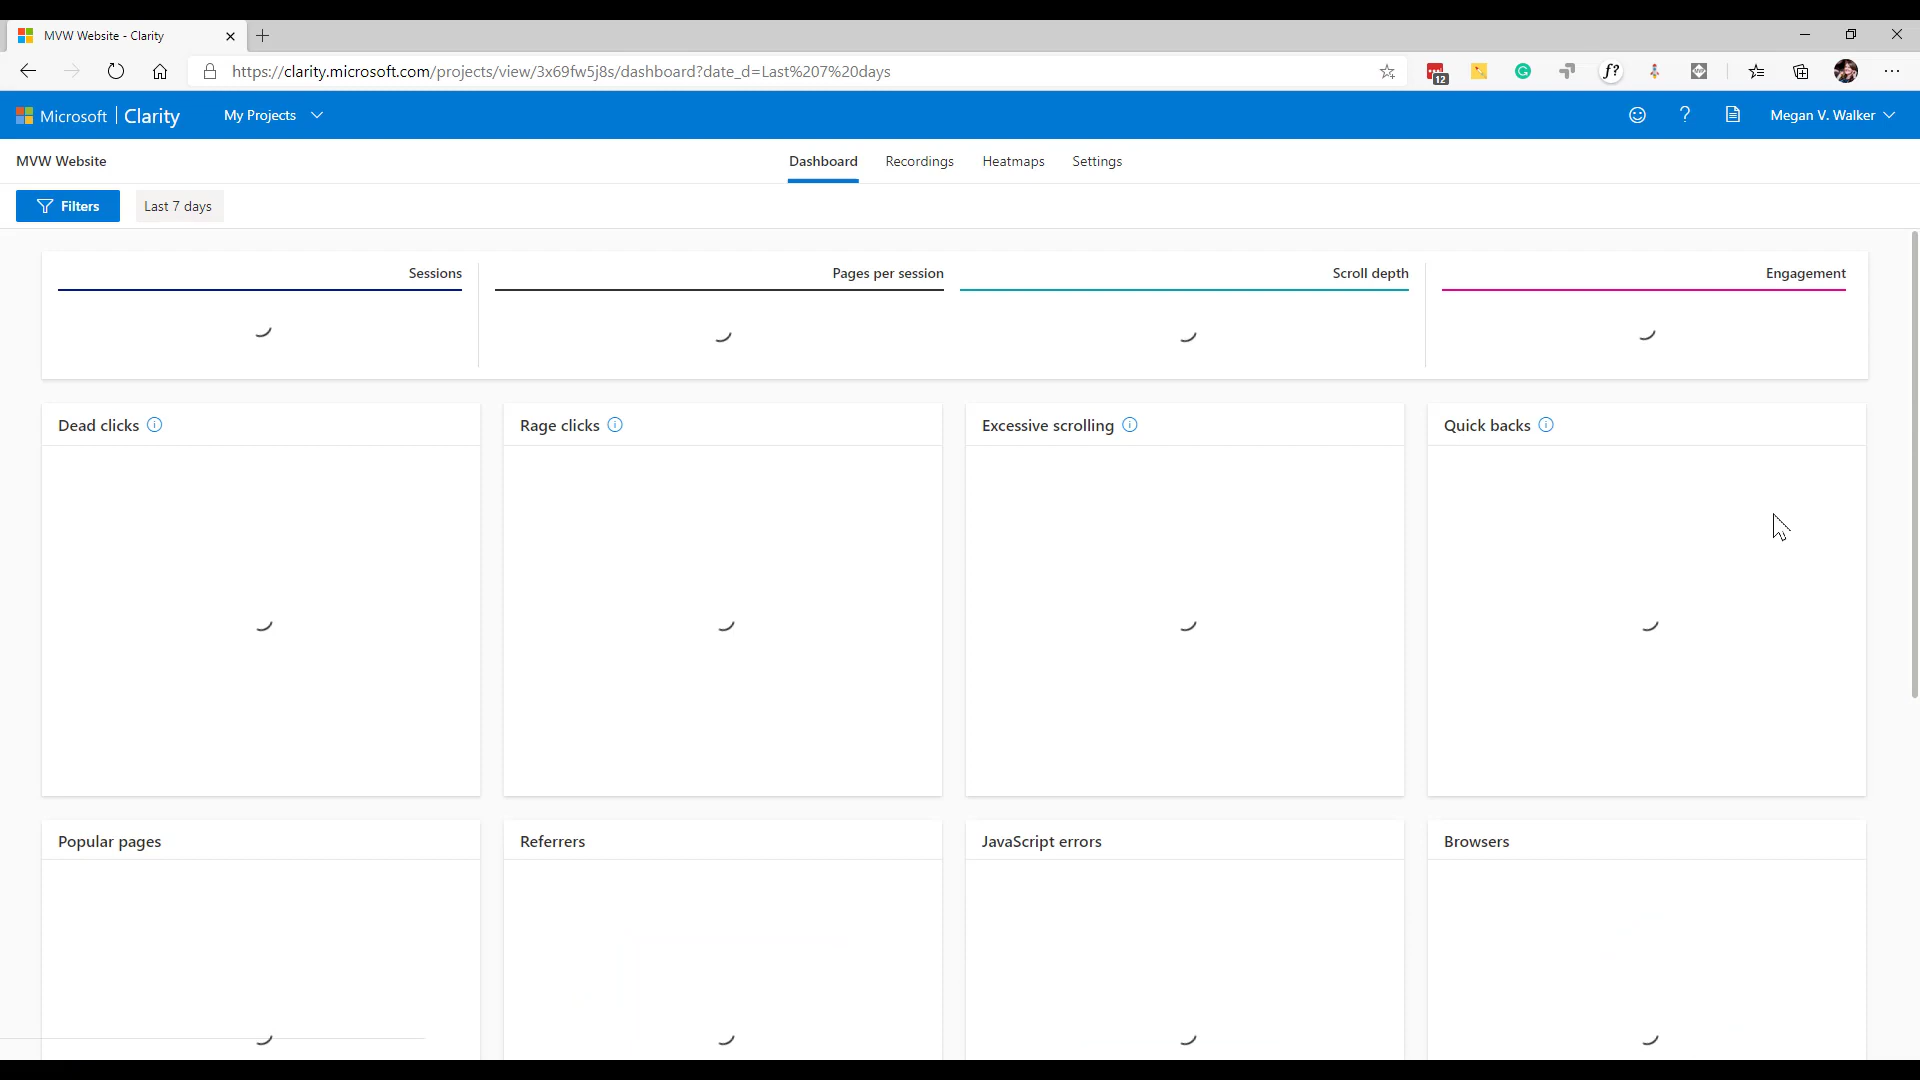 MVW Website - Clarity
https://clarity.microsoft.com/projects/view/3x69fw5j8s/dashboard?date_d=Last%207%20days
12
f?
Microsoft | Clarity
My Projects
?
Megan V. Walker
MVW Website
Dashboard
Recordings
Heatmaps
Settings
Filters
Last 7 days
Sessions
Pages per session
Scroll depth
Engagement
Dead clicks
Rage clicks
Excessive scrolling
Quick backs
Popular pages
Referrers
JavaScript errors
Browsers